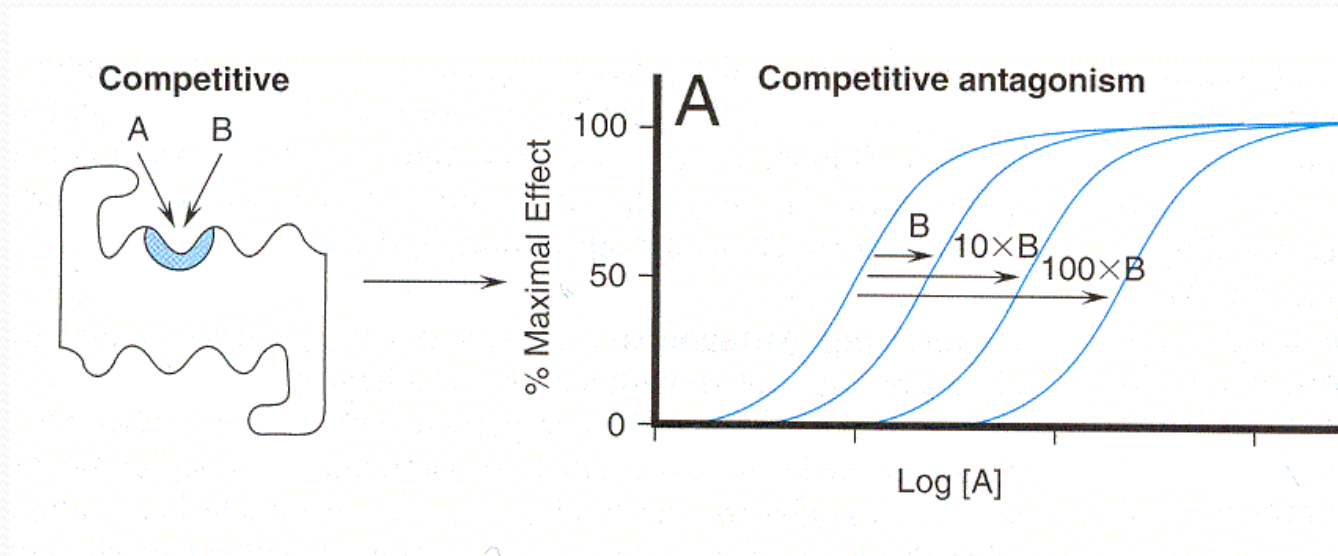 Competitive
A B
A
Competitive antagonism
100
50
0
% Maximal Effect
B
10×B
100×B
Log [A]